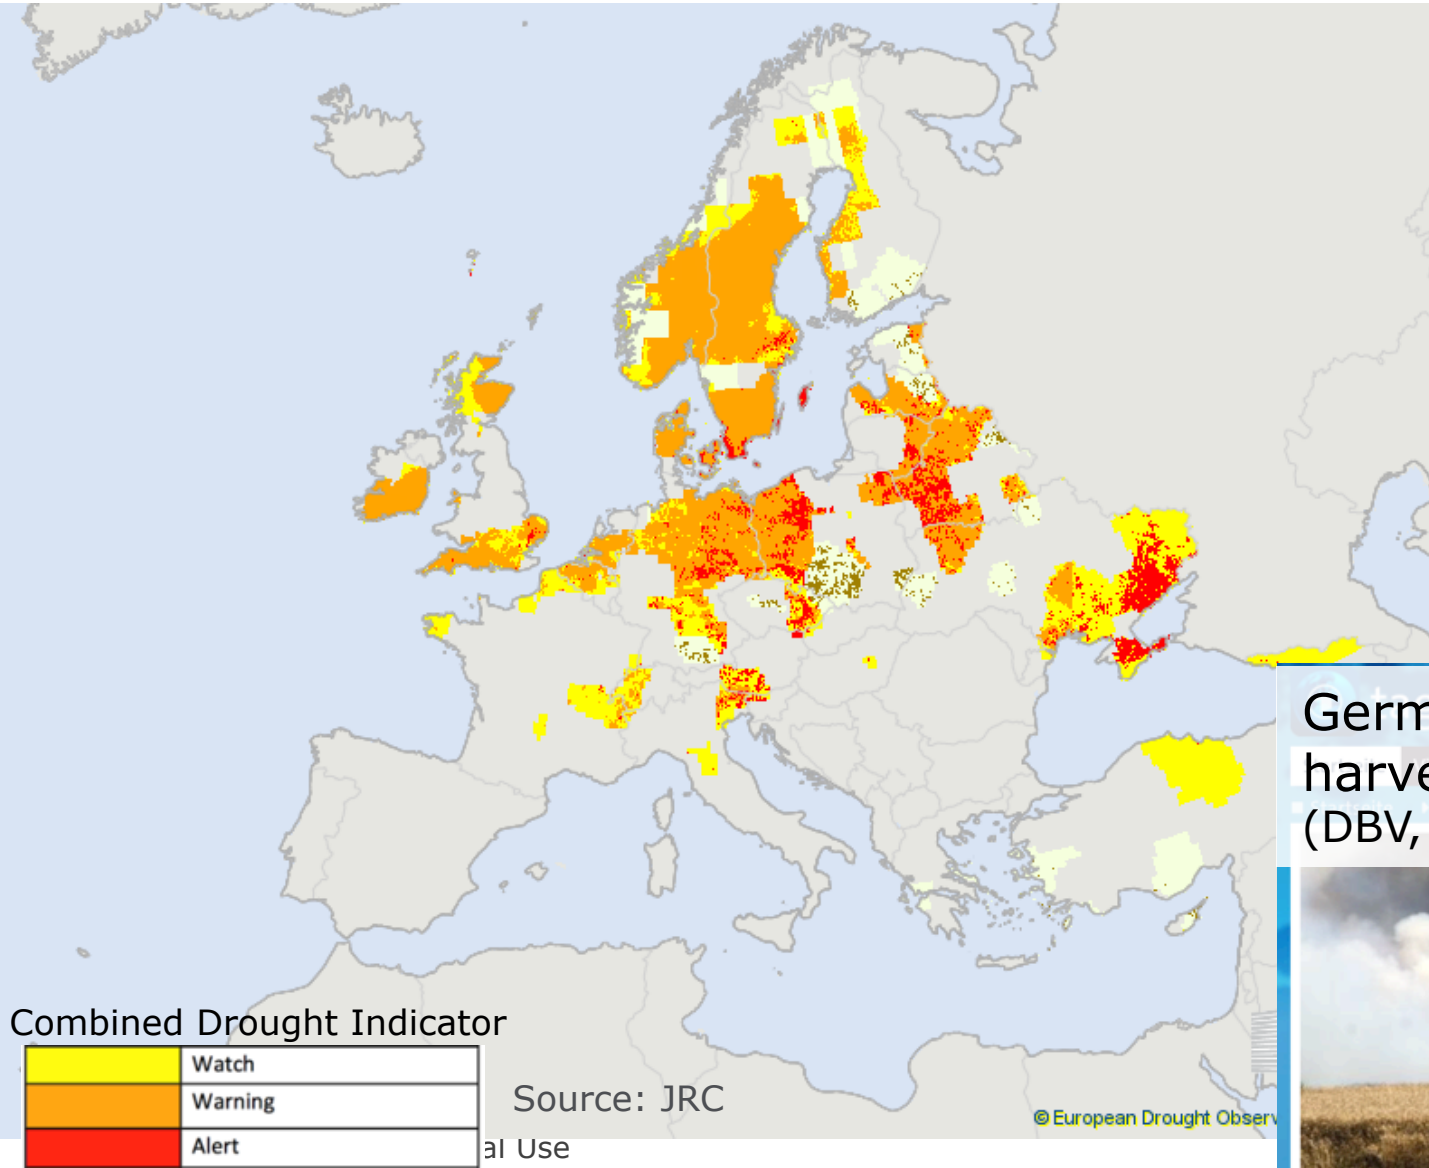 Germ
harve
(DBV,
Combined Drought Indicator
Watch
Warning
Alert
Source: JRC
© European Drought Observ
al Use